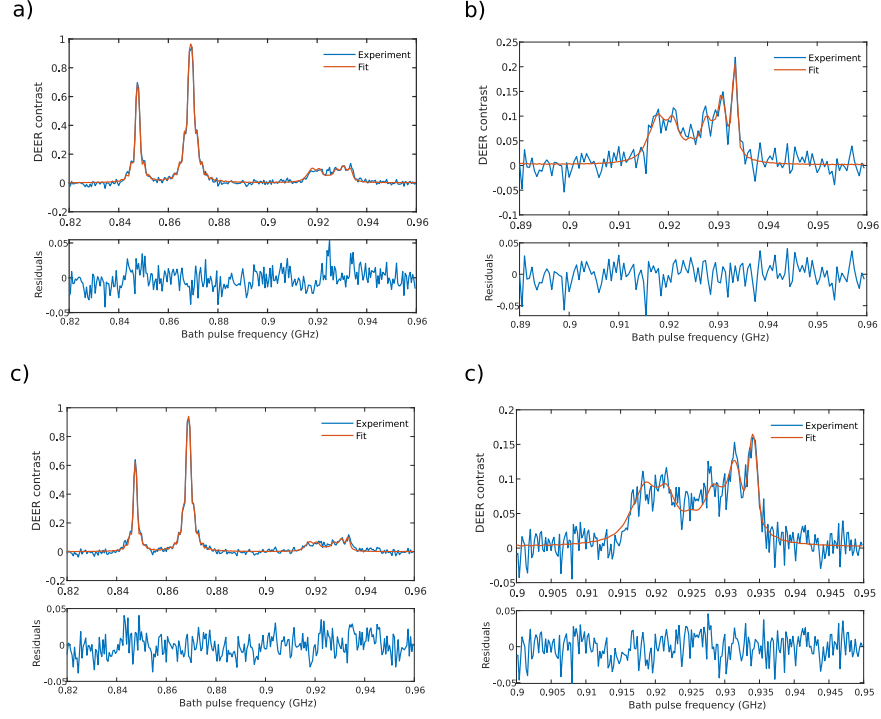 a)
1
0.8
0.6
0.4
0.2
0
-0.2
DEER contrast
Experiment
Fit
0.82 0.84 0.86 0.88 0.9 0.92 0.94 0.96
0.05
0
-0.05
Residuals
0.82 0.84 0.86 0.88 0.9 0.92 0.94 0.96
Bath pulse frequency (GHz)
b)
0.25
0.2
0.15
0.1
0.05
0
-0.05
-0.1
DEER contrast
Experiment
Fit
0.89 0.9 0.91 0.92 0.93 0.94 0.95 0.96
0.05
0
-0.05
Residuals
0.89 0.9 0.91 0.92 0.93 0.94 0.95 0.96
Bath pulse frequency (GHz)
c)
1
0.8
0.6
0.4
0.2
0
-0.2
DEER contrast
Experiment
Fit
0.82 0.84 0.86 0.88 0.9 0.92 0.94 0.96
0.05
0
-0.05
Residuals
0.82 0.84 0.86 0.88 0.9 0.92 0.94 0.96
Bath pulse frequency (GHz)
c)
0.2
0.15
0.1
0.05
0
-0.05
DEER contrast
Experiment
Fit
0.9 0.905 0.91 0.915 0.92 0.925 0.93 0.935 0.94 0.945 0.95
0.05
0
-0.05
Residuals
0.9 0.905 0.91 0.915 0.92 0.925 0.93 0.935 0.94 0.945 0.95
Bath pulse frequency (GHz)